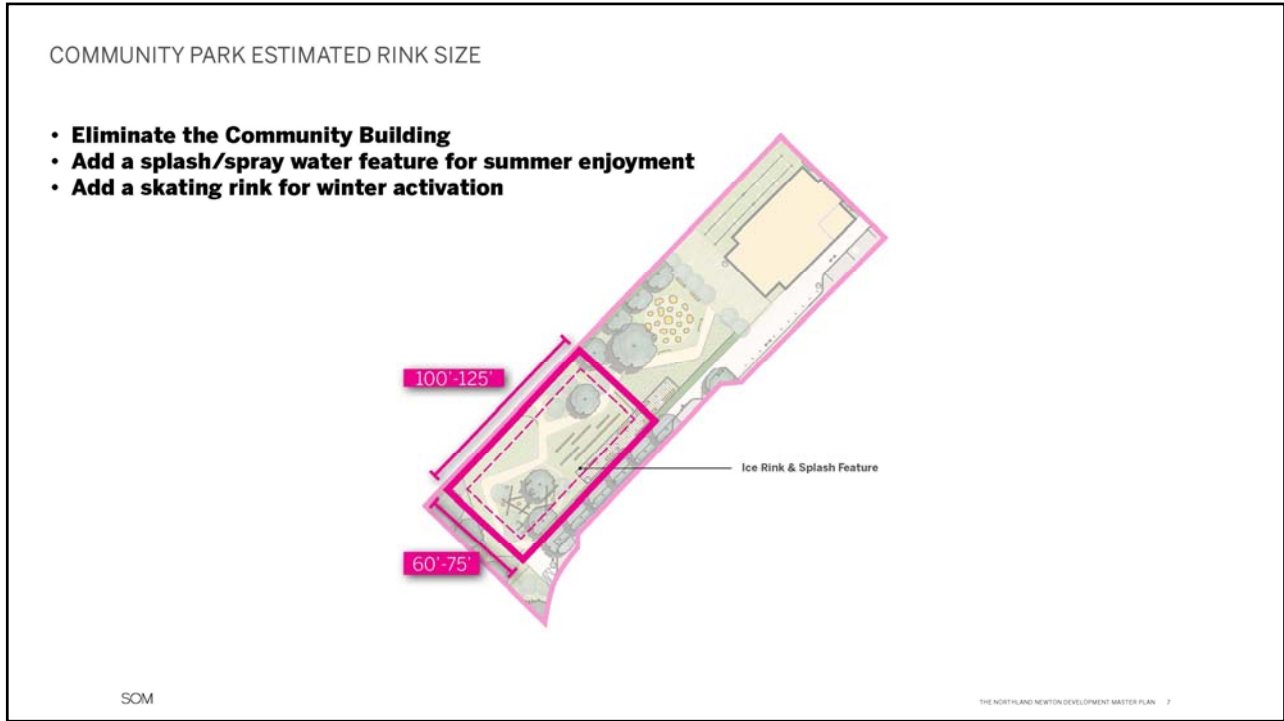 COMMUNITY PARK ESTIMATED RINK SIZE
• Eliminate the Community Building
• Add a splash/spray water feature for summer enjoyment
• Add a skating rink for winter activation
100'-125'
Ice Rink & Splash Feature
60'-75'
SOM
THE NORTHLAND NEWTON DEVELOPMENT MASTER PLAN 7